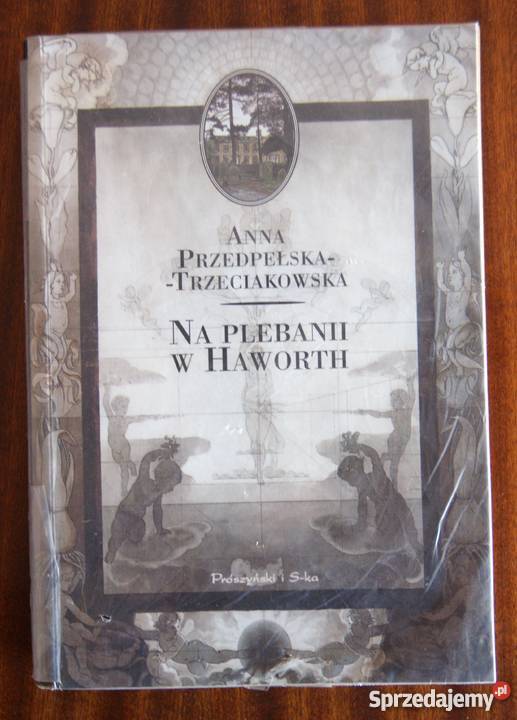 ANNA
PRZEDPEŁSKA-
-TRZECIAKOWSKA
NA PLEBANII
W HAWORTH
Prószyński i S-ka
Sprzedajemy.pl